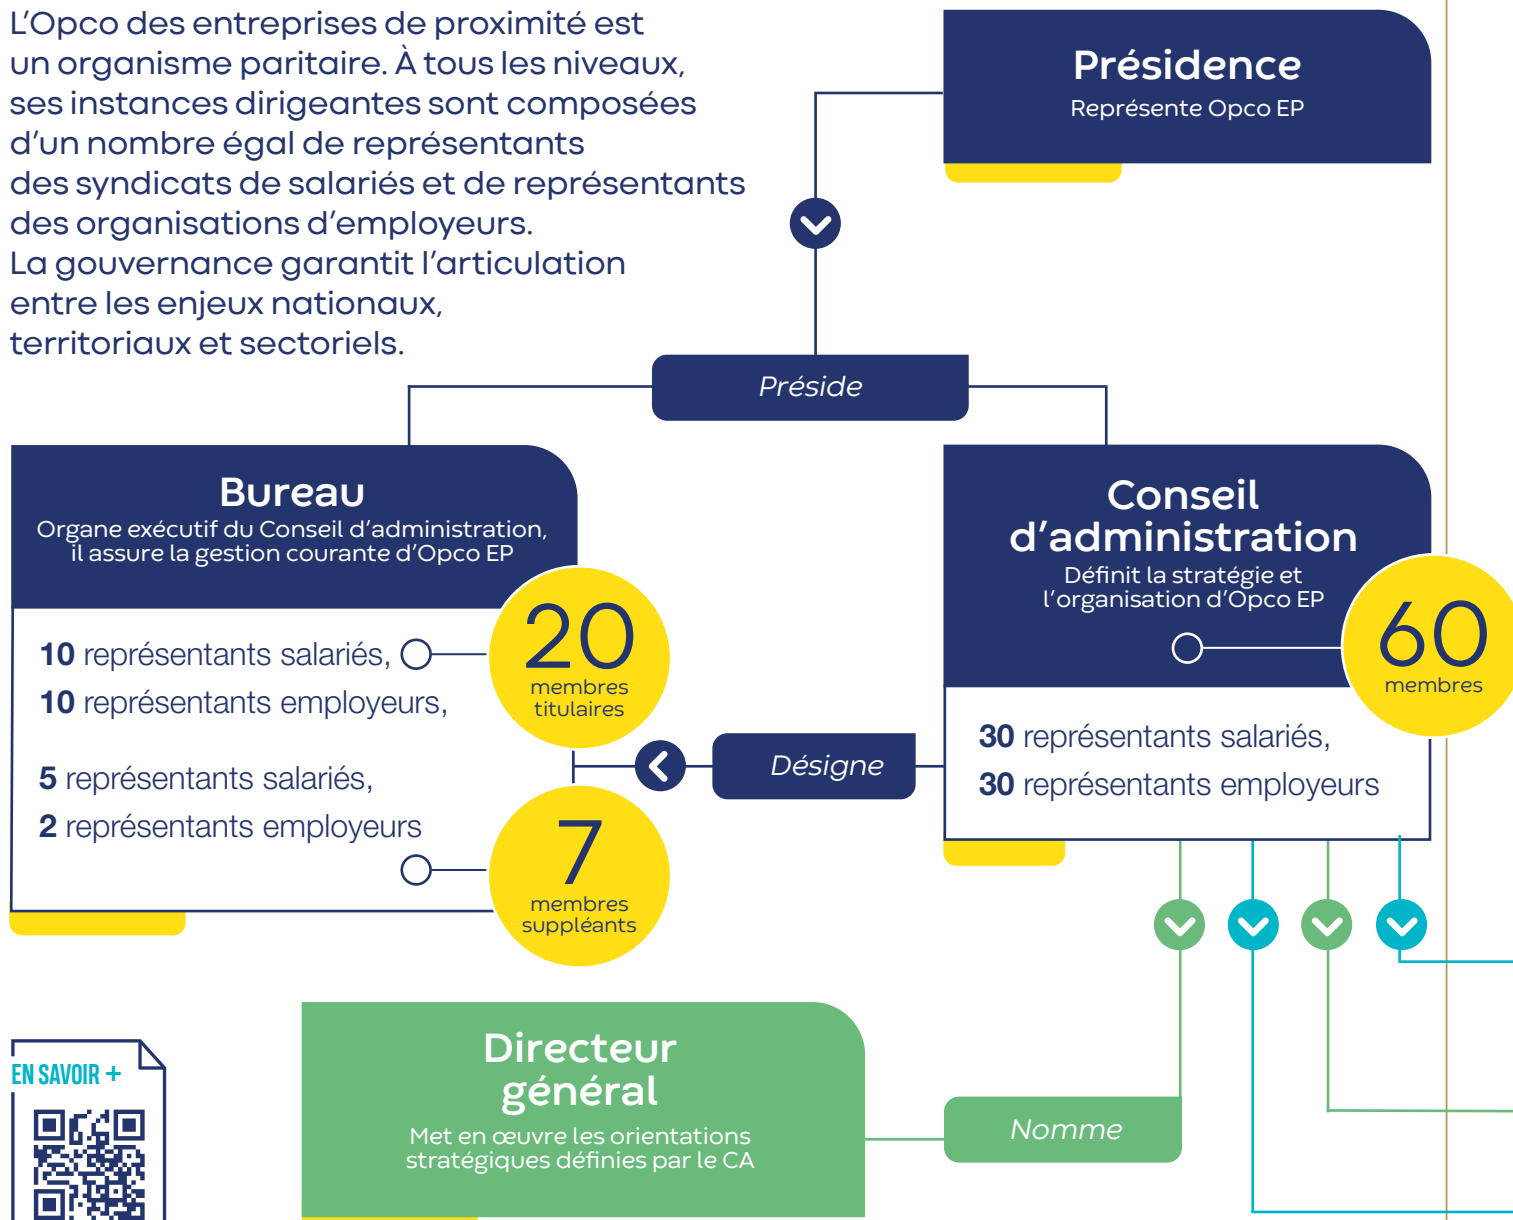 L’Opco des entreprises de proximité est
un organisme paritaire. À tous les niveaux,
ses instances dirigeantes sont composées
d’un nombre égal de représentants
des syndicats de salariés et de représentants
des organisations d’employeurs.
La gouvernance garantit l’articulation
entre les enjeux nationaux,
territoriaux et sectoriels.
Présidence
Représente Opco EP
Préside
Bureau
Organe exécutif du Conseil d’administration,
il assure la gestion courante d’Opco EP
10 représentants salariés,
10 représentants employeurs,
20
membres
titulaires
5 représentants salariés,
2 représentants employeurs
7
membres
suppléants
Désigne
Conseil
d’administration
Définit la stratégie et
l’organisation d’Opco EP
60
membres
30 représentants salariés,
30 représentants employeurs
Directeur
général
Met en œuvre les orientations
stratégiques définies par le CA
Nomme
EN SAVOIR +